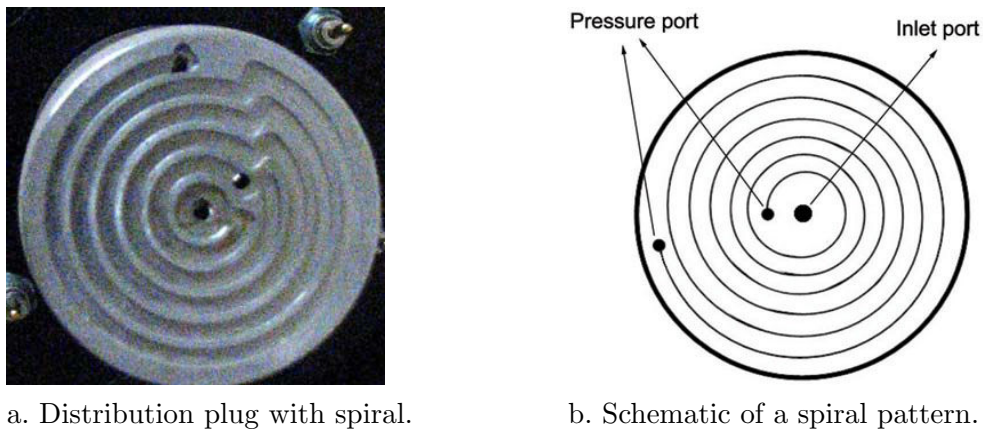 Pressure port
Inlet port
a. Distribution plug with spiral.
b. Schematic of a spiral pattern.